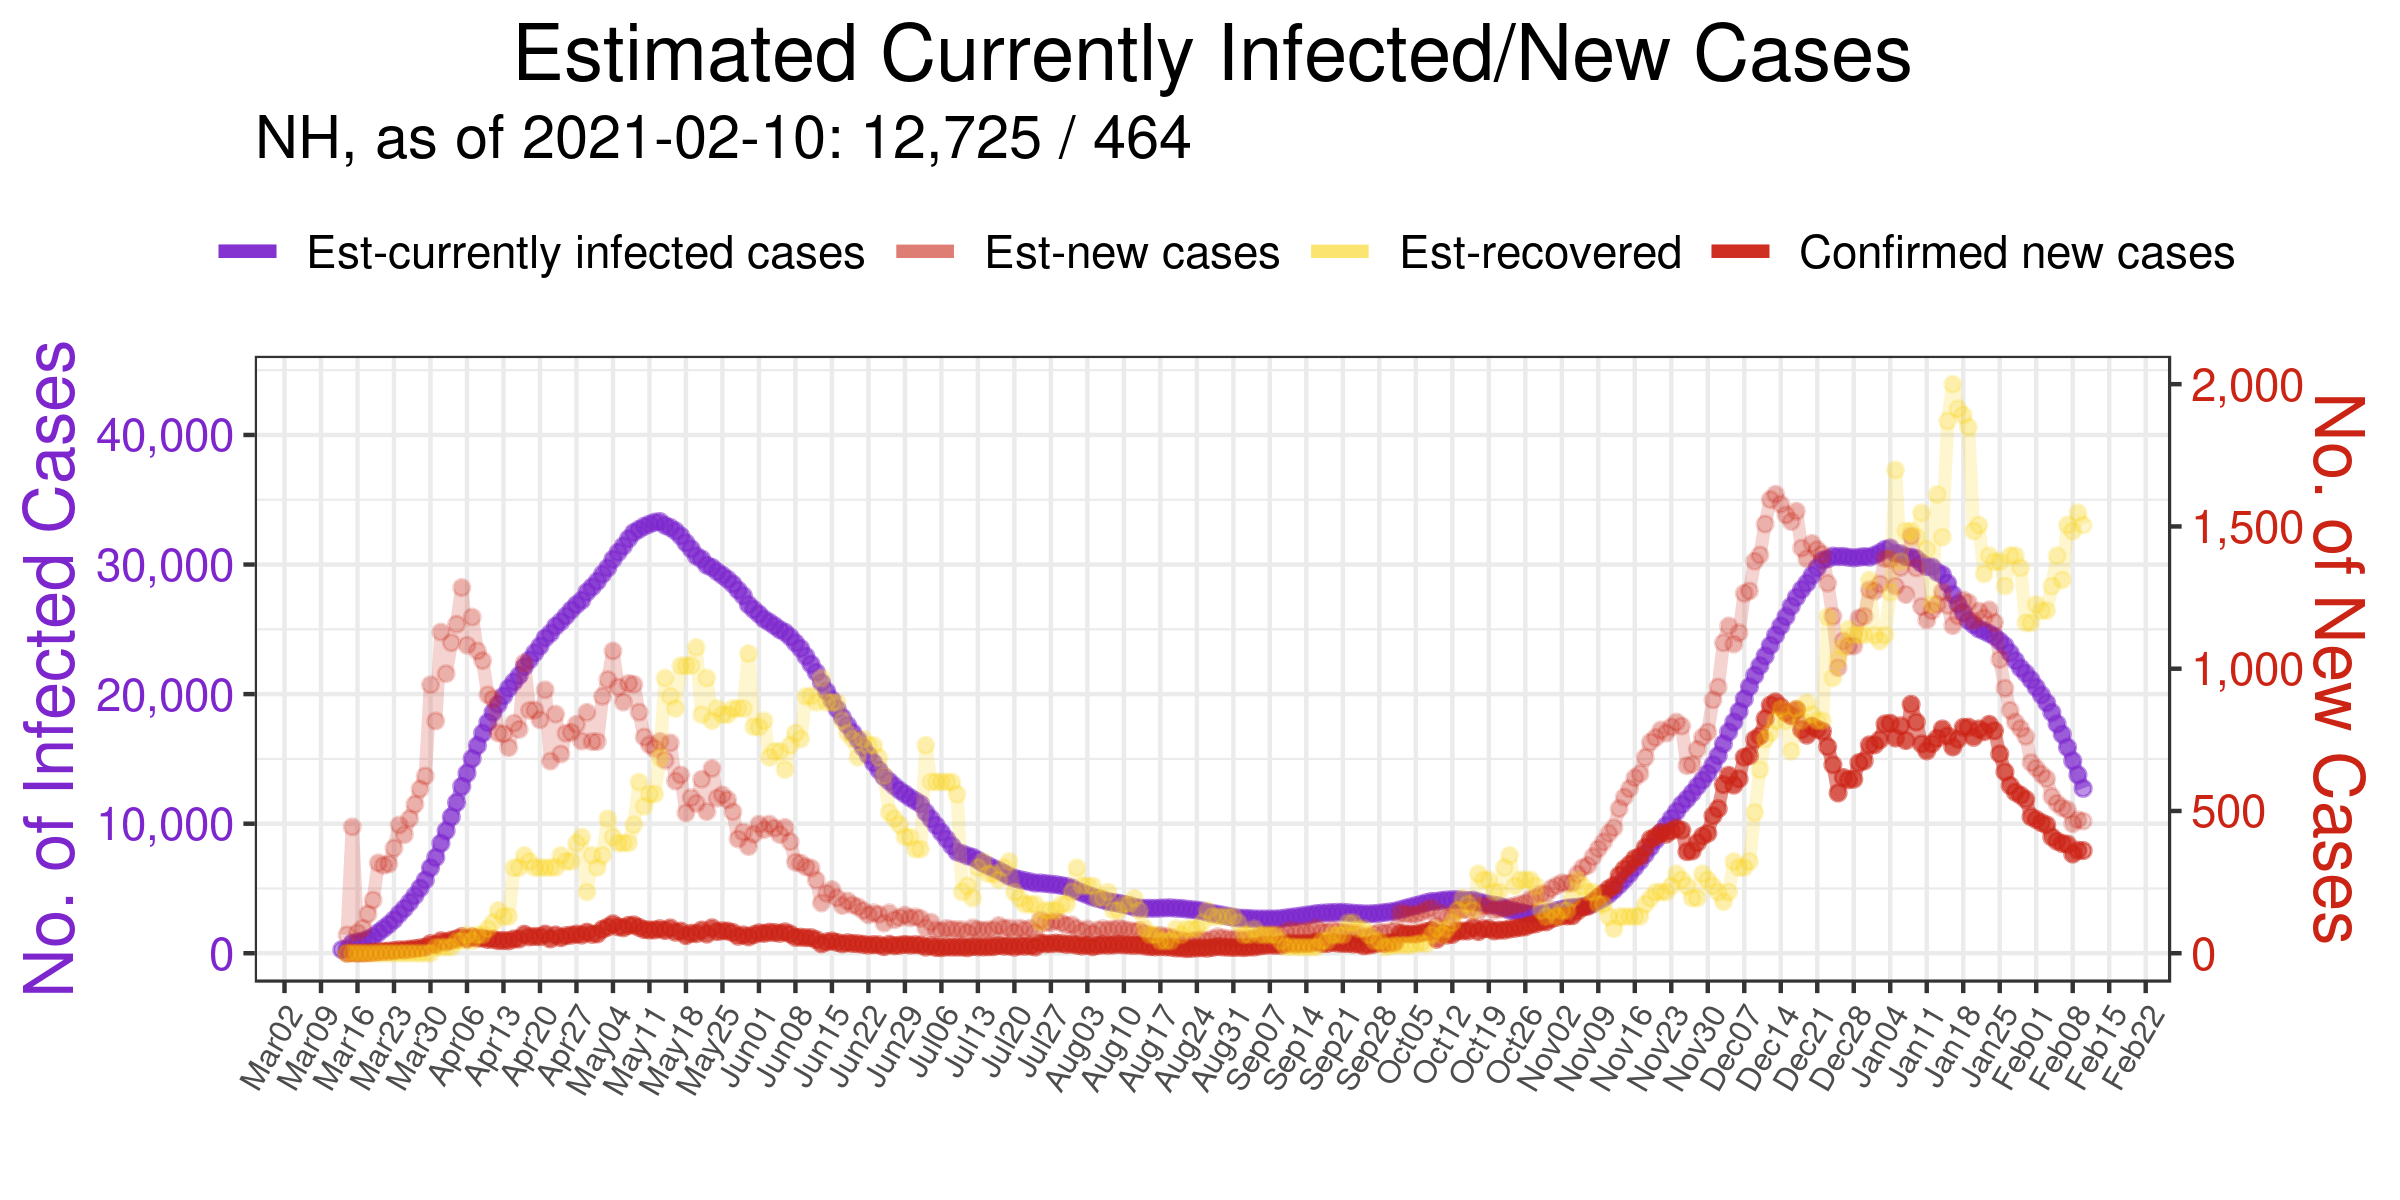 Estimated Currently Infected/New Cases
NH, as of 2021-02-10: 12,725 / 464
Est-currently infected cases Est-new cases Est-recovered Confirmed new cases
No. of Infected Cases
40,000
30,000
20,000
10,000
0
2,000
1,500
1,000
500
0
No. of New Cases
Mar02 Mar09 Mar16 Mar23 Mar30 Apr06 Apr13 Apr20 Apr27 May04 May11 May18 May25 Jun01 Jun08 Jun15 Jun22 Jun29 Jul06 Jul13 Jul20 Jul27 Aug03 Aug10 Aug17 Aug24 Aug31 Sep07 Sep14 Sep21 Sep28 Oct05 Oct12 Oct19 Oct26 Nov02 Nov09 Nov16 Nov23 Nov30 Dec07 Dec14 Dec21 Dec28 Jan04 Jan11 Jan18 Jan25 Feb01 Feb08 Feb15 Feb22